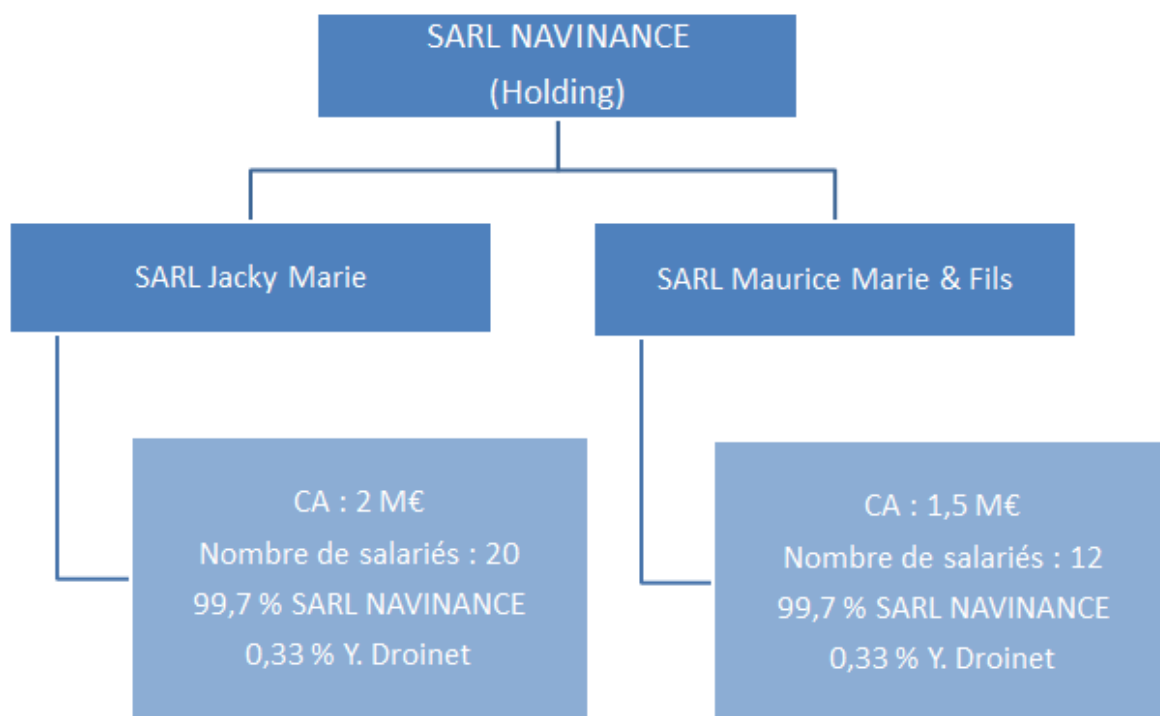 SARL NAVINANCE
(Holding)
SARL Jacky Marie
SARL Maurice Marie & Fils
CA : 2 M€
Nombre de salariés : 20
99,7 % SARL NAVINANCE
0,33 % Y. Droinet
CA : 1,5 M€
Nombre de salariés : 12
99,7 % SARL NAVINANCE
0,33 % Y. Droinet